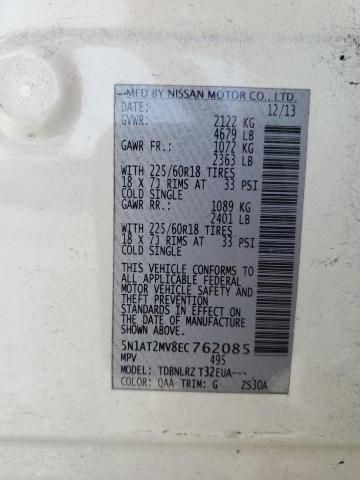 MFD BY NISSAN MOTOR CO., LTD.
DATE: 12/13
GVWR: 2122 KG
4679 LB
GAWR FR.: 1072 KG
2363 LB
WITH 225/60R18 TIRES
18 X 7J RIMS AT 33 PSI
COLD SINGLE
GAWR RR.: 1089 KG
2401 LB
WITH 225/60R18 TIRES
18 X 7J RIMS AT 33 PSI
COLD SINGLE
THIS VEHICLE CONFORMS TO
ALL APPLICABLE FEDERAL
MOTOR VEHICLE SAFETY AND
THEFT PREVENTION
STANDARDS IN EFFECT ON
THE DATE OF MANUFACTURE
SHOWN ABOVE.
5N1AT2MV8EC762085
MPV 495
MODEL: TDBNLRZ T32EUA---
COLOR: QAA TRIM: G ZS30A